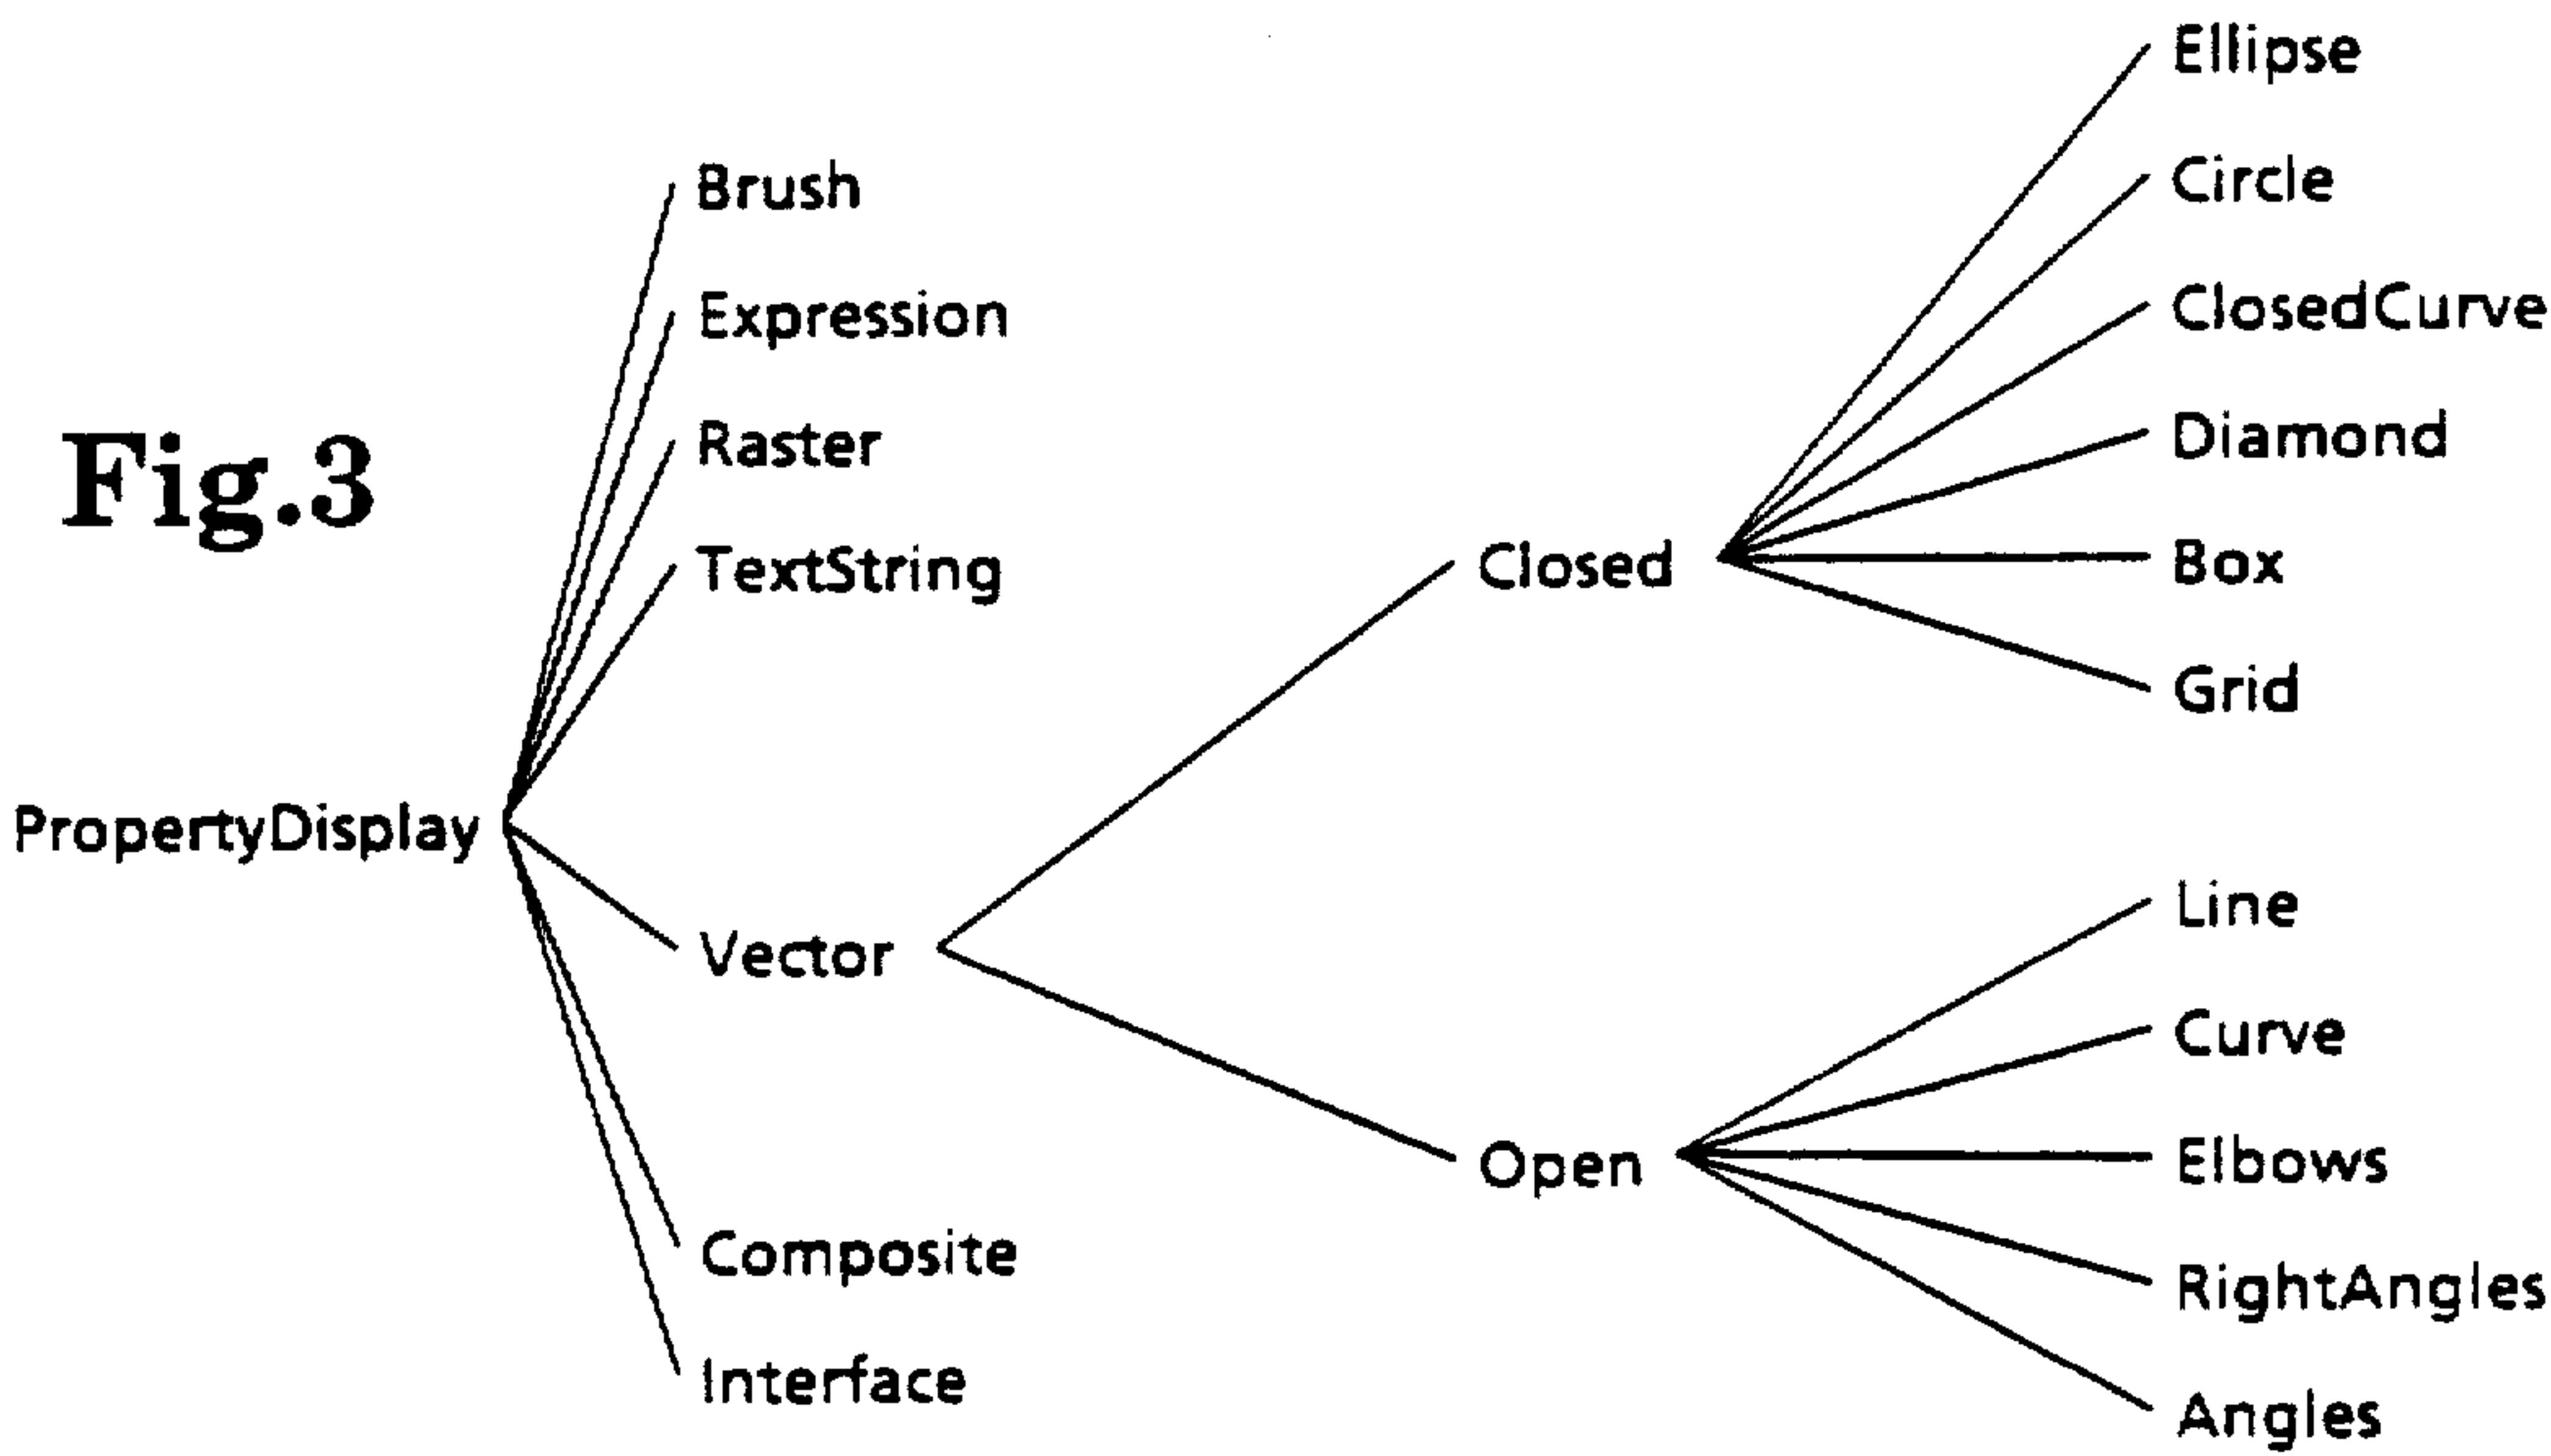 Fig.3
PropertyDisplay
Brush
Expression
Raster
TextString
Vector
Composite
Interface
Closed
Open
Ellipse
Circle
ClosedCurve
Diamond
Box
Grid
Line
Curve
Elbows
RightAngles
Angles